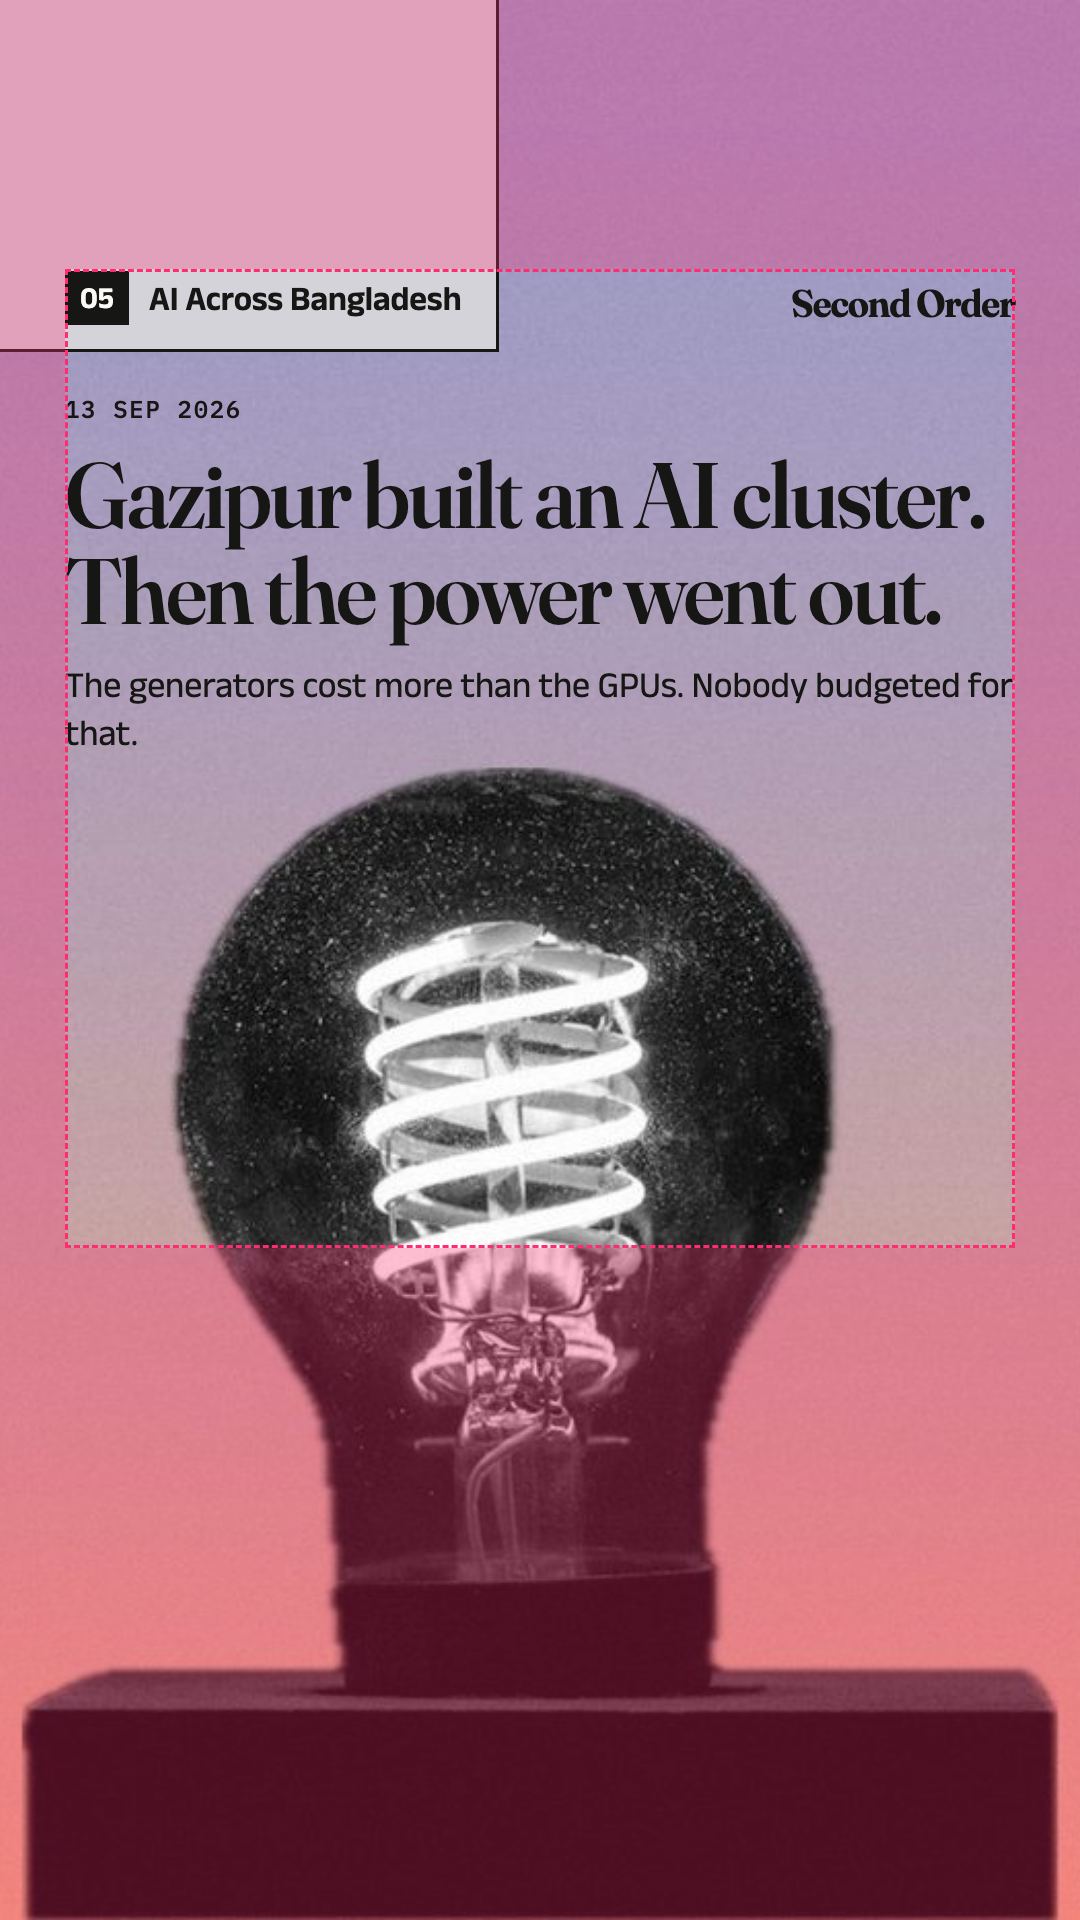 05 AI Across Bangladesh
Second Order
13 SEP 2026
Gazipur built an AI cluster.
Then the power went out.
The generators cost more than the GPUs. Nobody budgeted for
that.